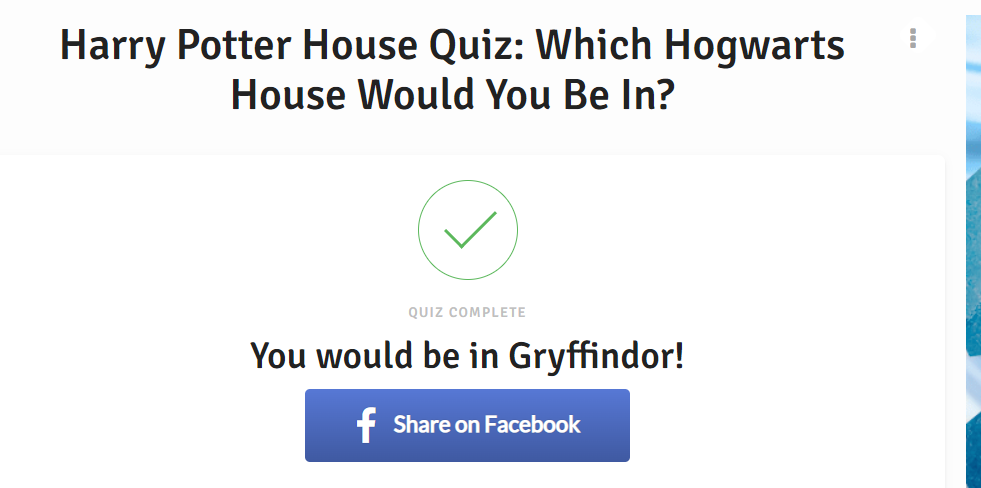 Harry Potter House Quiz: Which Hogwarts
House Would You Be In?
QUIZ COMPLETE
You would be in Gryffindor!
Share on Facebook